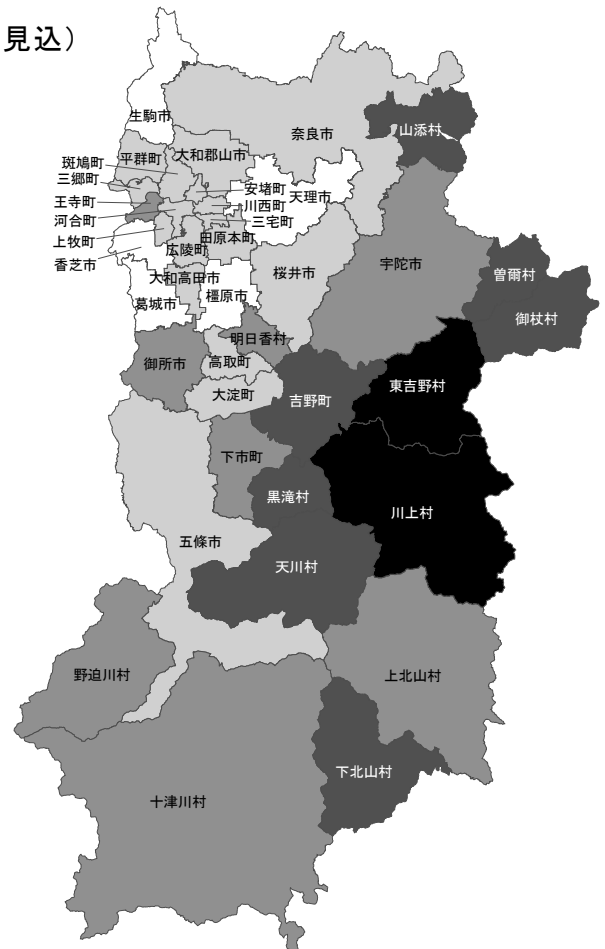 見込）
生駒市
奈良市
山添村
平群町
大和郡山市
斑鳩町
三郷町
安堵町
天理市
王寺町
川西町
河合町
三宅町
上牧町
広陵町
田原本町
香芝市
桜井市
宇陀市
曽爾村
大和高田市
橿原市
葛城市
御杖村
明日香村
御所市
高取町
東吉野村
大淀町
吉野町
下市町
黒滝村
川上村
五條市
天川村
野迫川村
上北山村
下北山村
十津川村